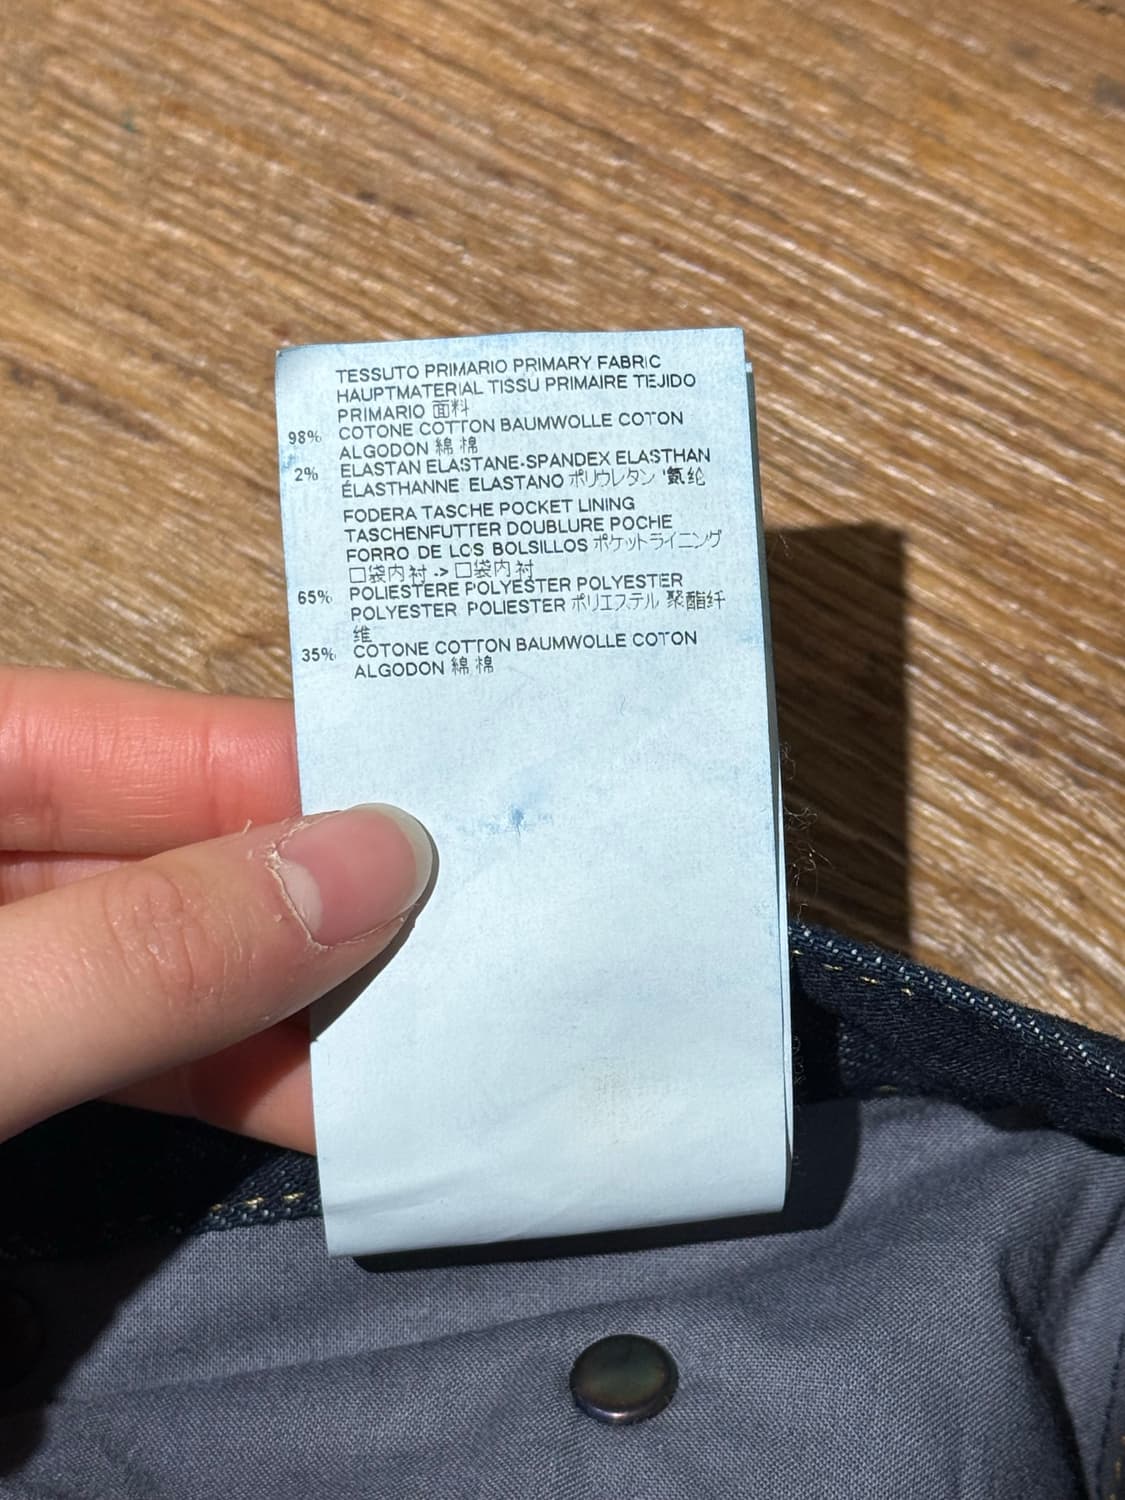 TESSUTO PRIMARIO PRIMARY FABRIC
HAUPTMATERIAL TISSU PRIMAIRE TEJIDO
PRIMARIO 面料
98% COTONE COTTON BAUMWOLLE COTON
ALGODON 綿 棉
2% ELASTAN ELASTANE-SPANDEX ELASTHAN
ÉLASTHANNE ELASTANO ポリウレタン 氨纶
FODERA TASCHE POCKET LINING
TASCHENFUTTER DOUBLURE POCHE
FORRO DE LOS BOLSILLOS ポケットライニング
口袋内衬 -> 口袋内衬
65% POLIESTERE POLYESTER POLYESTER
POLYESTER POLIESTER ポリエステル 聚酯纤
维
35% COTONE COTTON BAUMWOLLE COTON
ALGODON 綿 棉